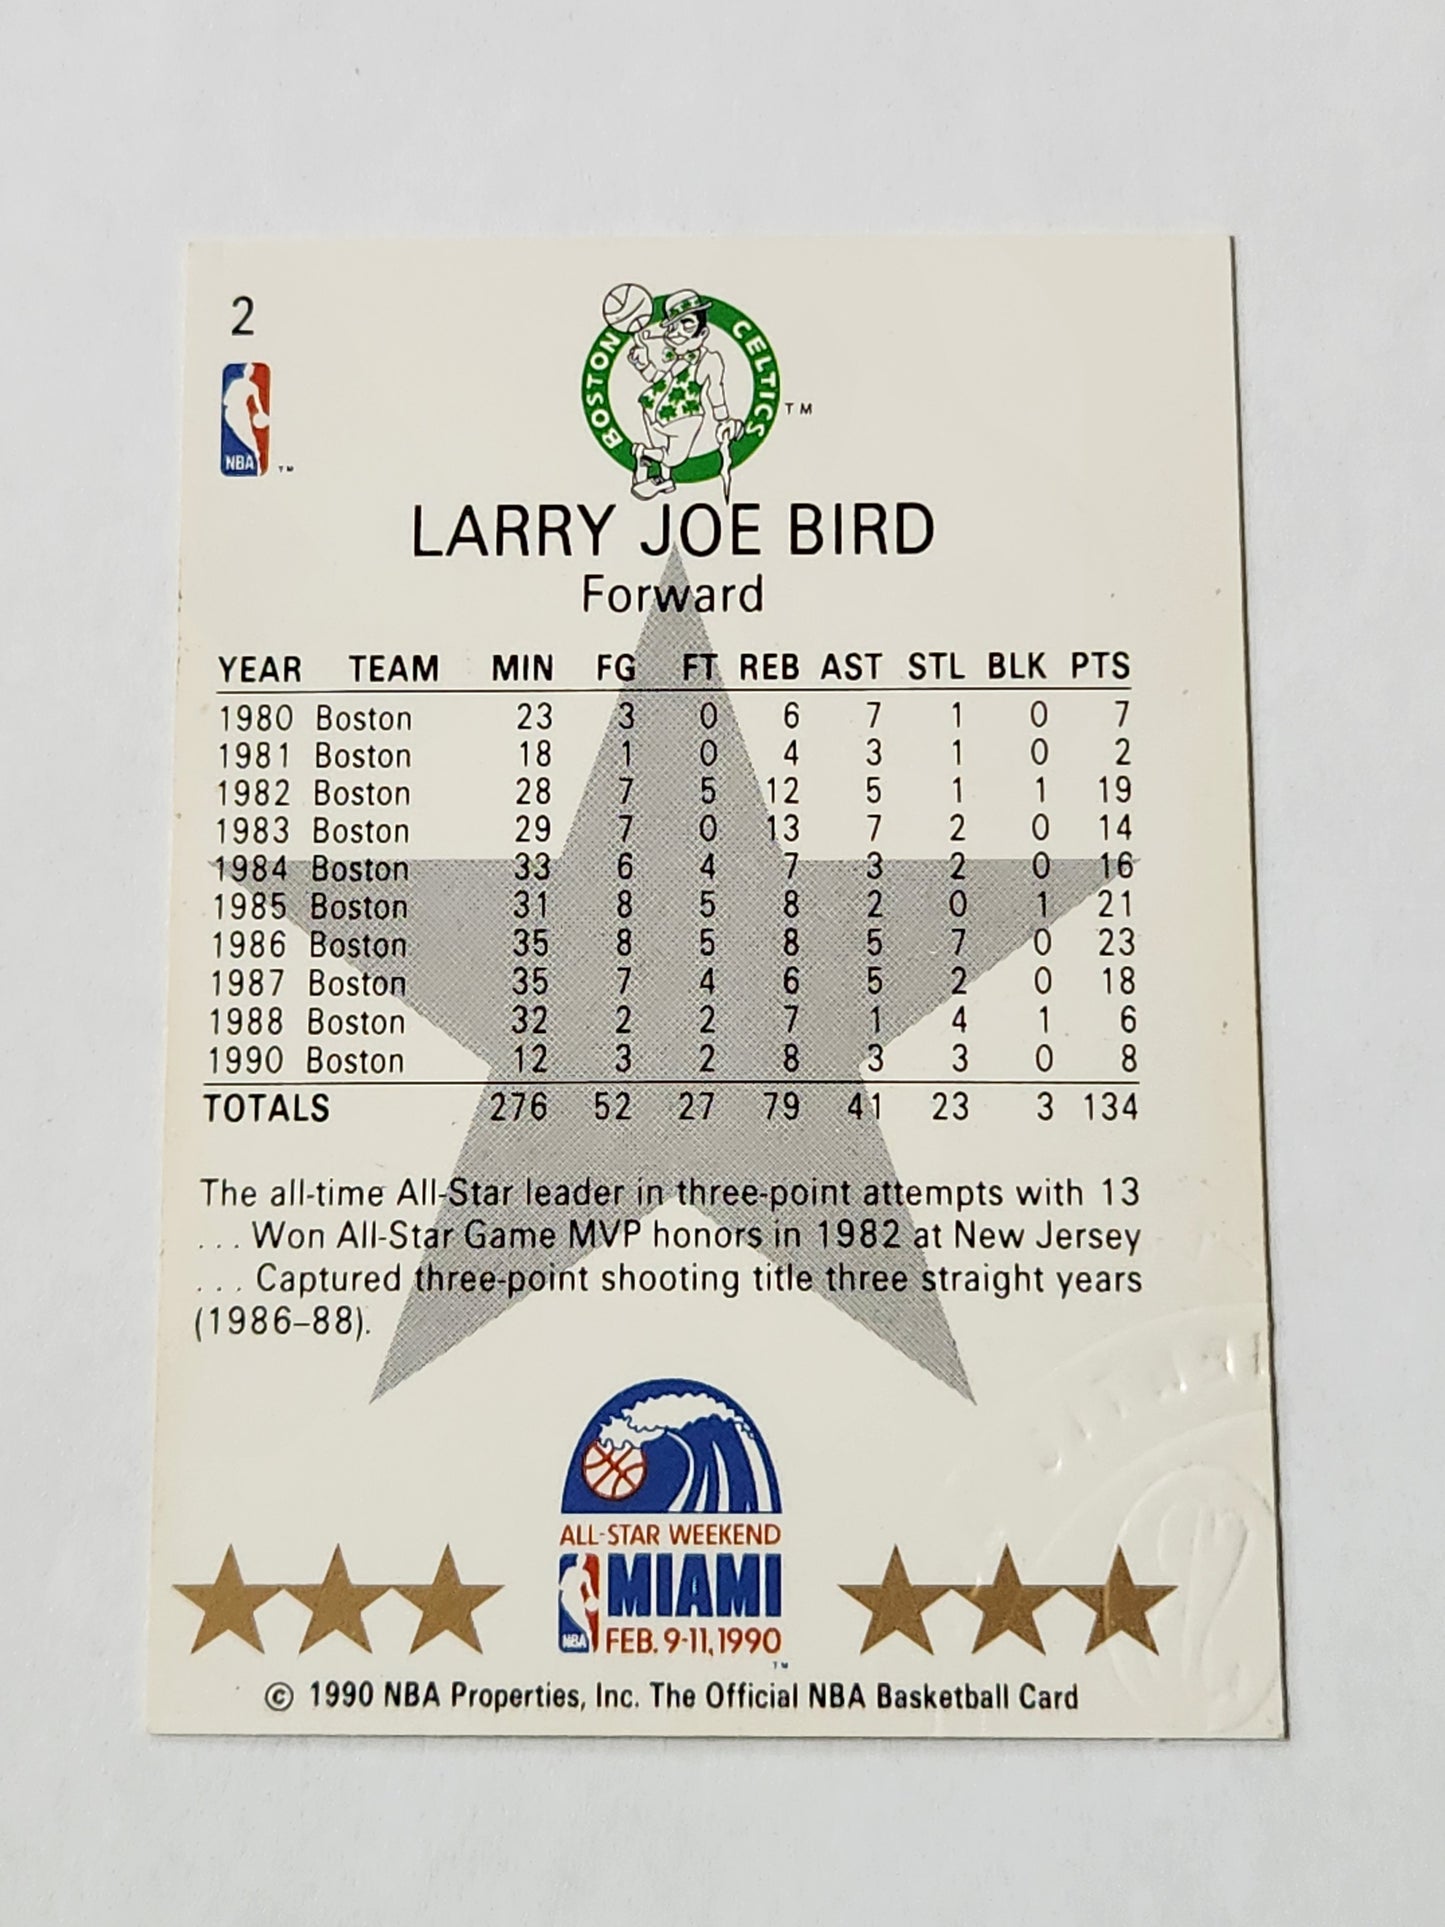 2
BOSTON CELTICS
TM
NBA
TM
LARRY JOE BIRD
Forward
YEAR TEAM MIN FG FT REB AST STL BLK PTS
1980 Boston 23 3 0 6 7 1 0 7
1981 Boston 18 1 0 4 3 1 0 2
1982 Boston 28 7 5 12 5 1 1 19
1983 Boston 29 7 0 13 7 2 0 14
1984 Boston 33 6 4 7 3 2 0 16
1985 Boston 31 8 5 8 2 0 1 21
1986 Boston 35 8 5 8 5 7 0 23
1987 Boston 35 7 4 6 5 2 0 18
1988 Boston 32 2 2 7 1 4 1 6
1990 Boston 12 3 2 8 3 3 0 8
TOTALS 276 52 27 79 41 23 3 134
The all-time All-Star leader in three-point attempts with 13
... Won All-Star Game MVP honors in 1982 at New Jersey
... Captured three-point shooting title three straight years
(1986–88).
ALL-STAR WEEKEND
MIAMI
NBA FEB. 9-11, 1990
TM
© 1990 NBA Properties, Inc. The Official NBA Basketball Card